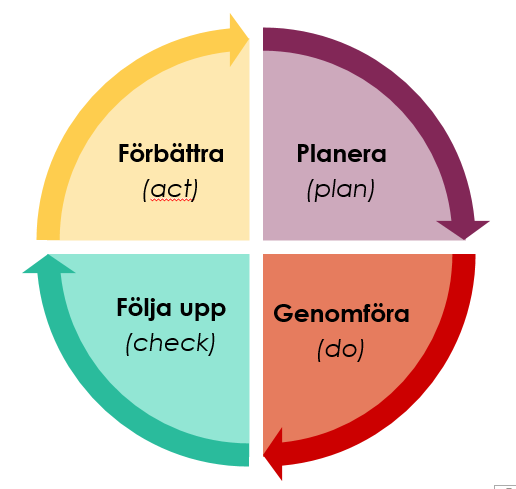 Förbättra
(act)
Planera
(plan)
Följa upp
(check)
Genomföra
(do)